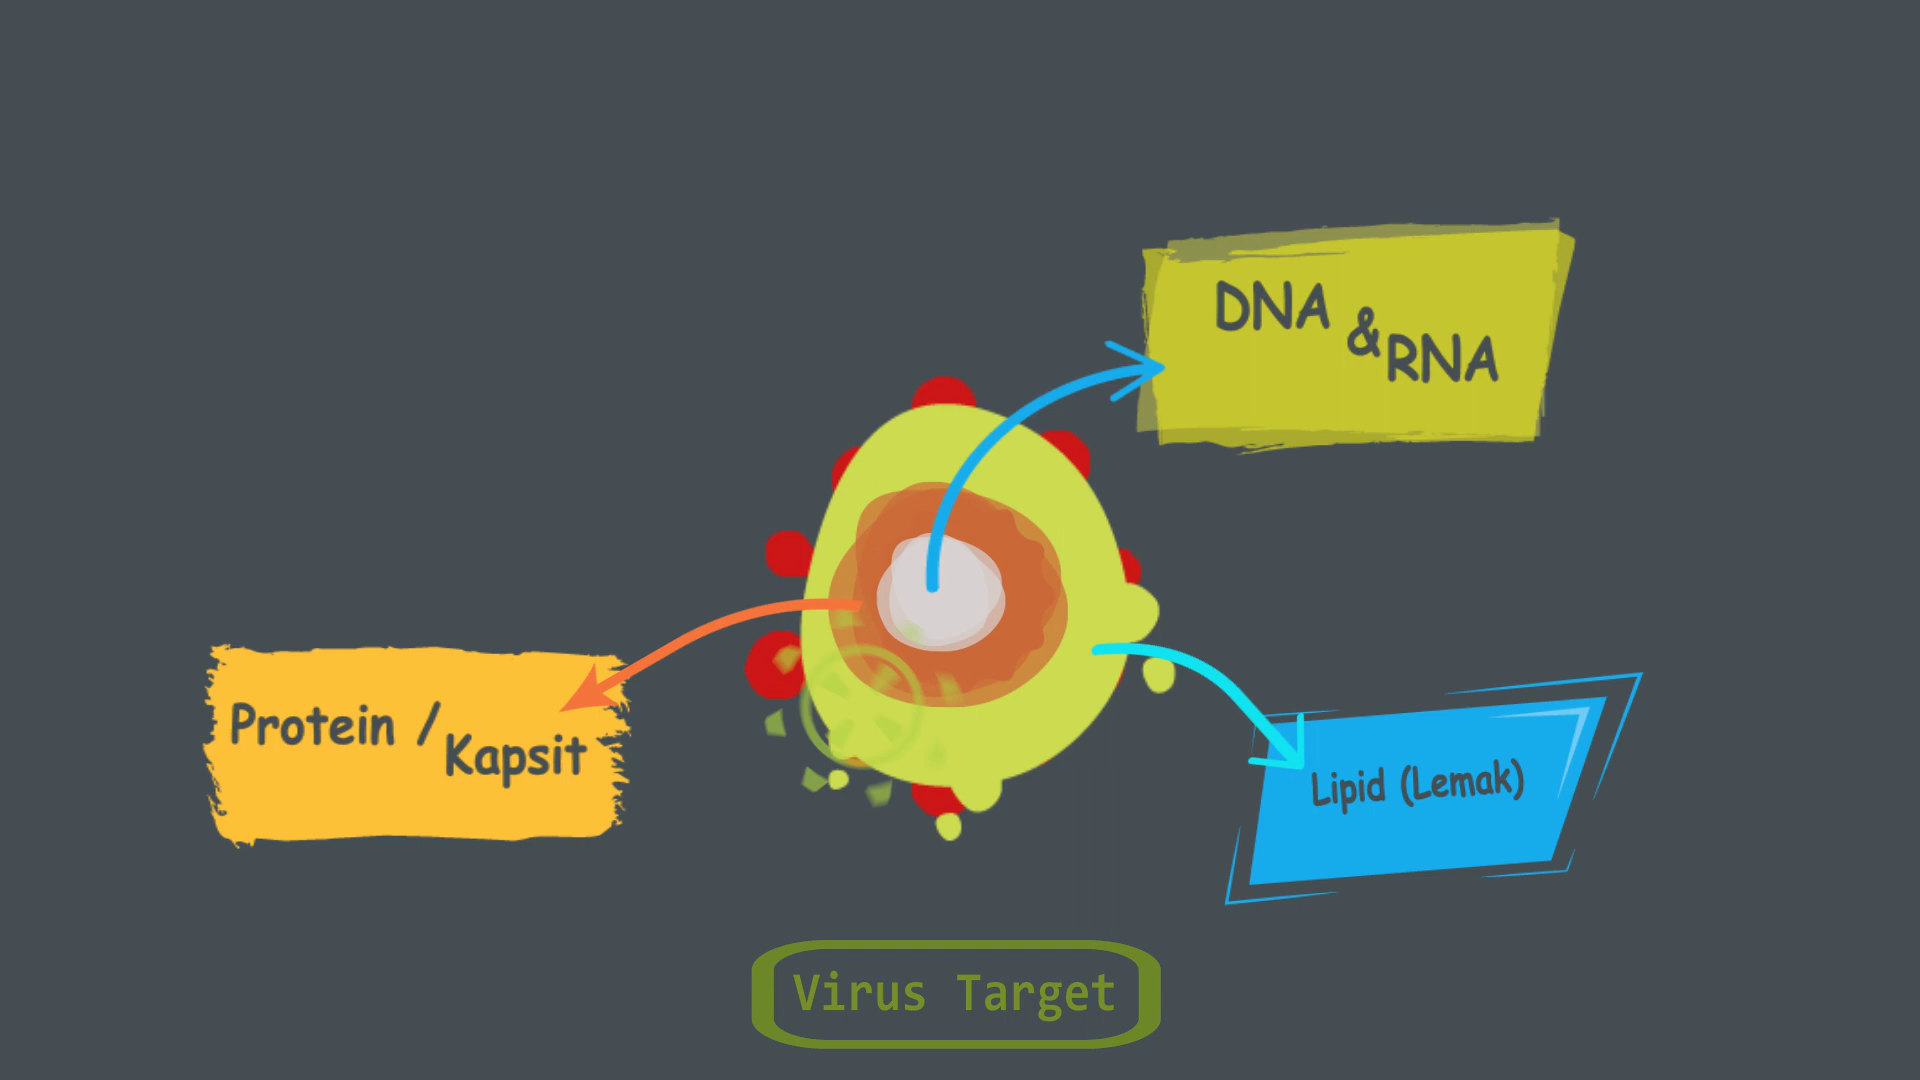 DNA & RNA
Protein / Kapsit
Lipid (Lemak)
Virus Target